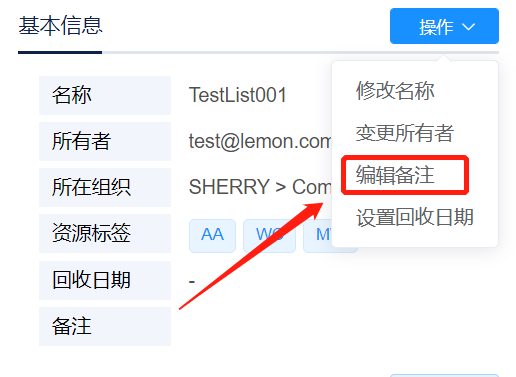 基本信息
操作
修改名称
变更所有者
编辑备注
设置回收日期
名称 TestList001
所有者 test@lemon.com
所在组织 SHERRY > Com
资源标签 AA
回收日期 -
备注